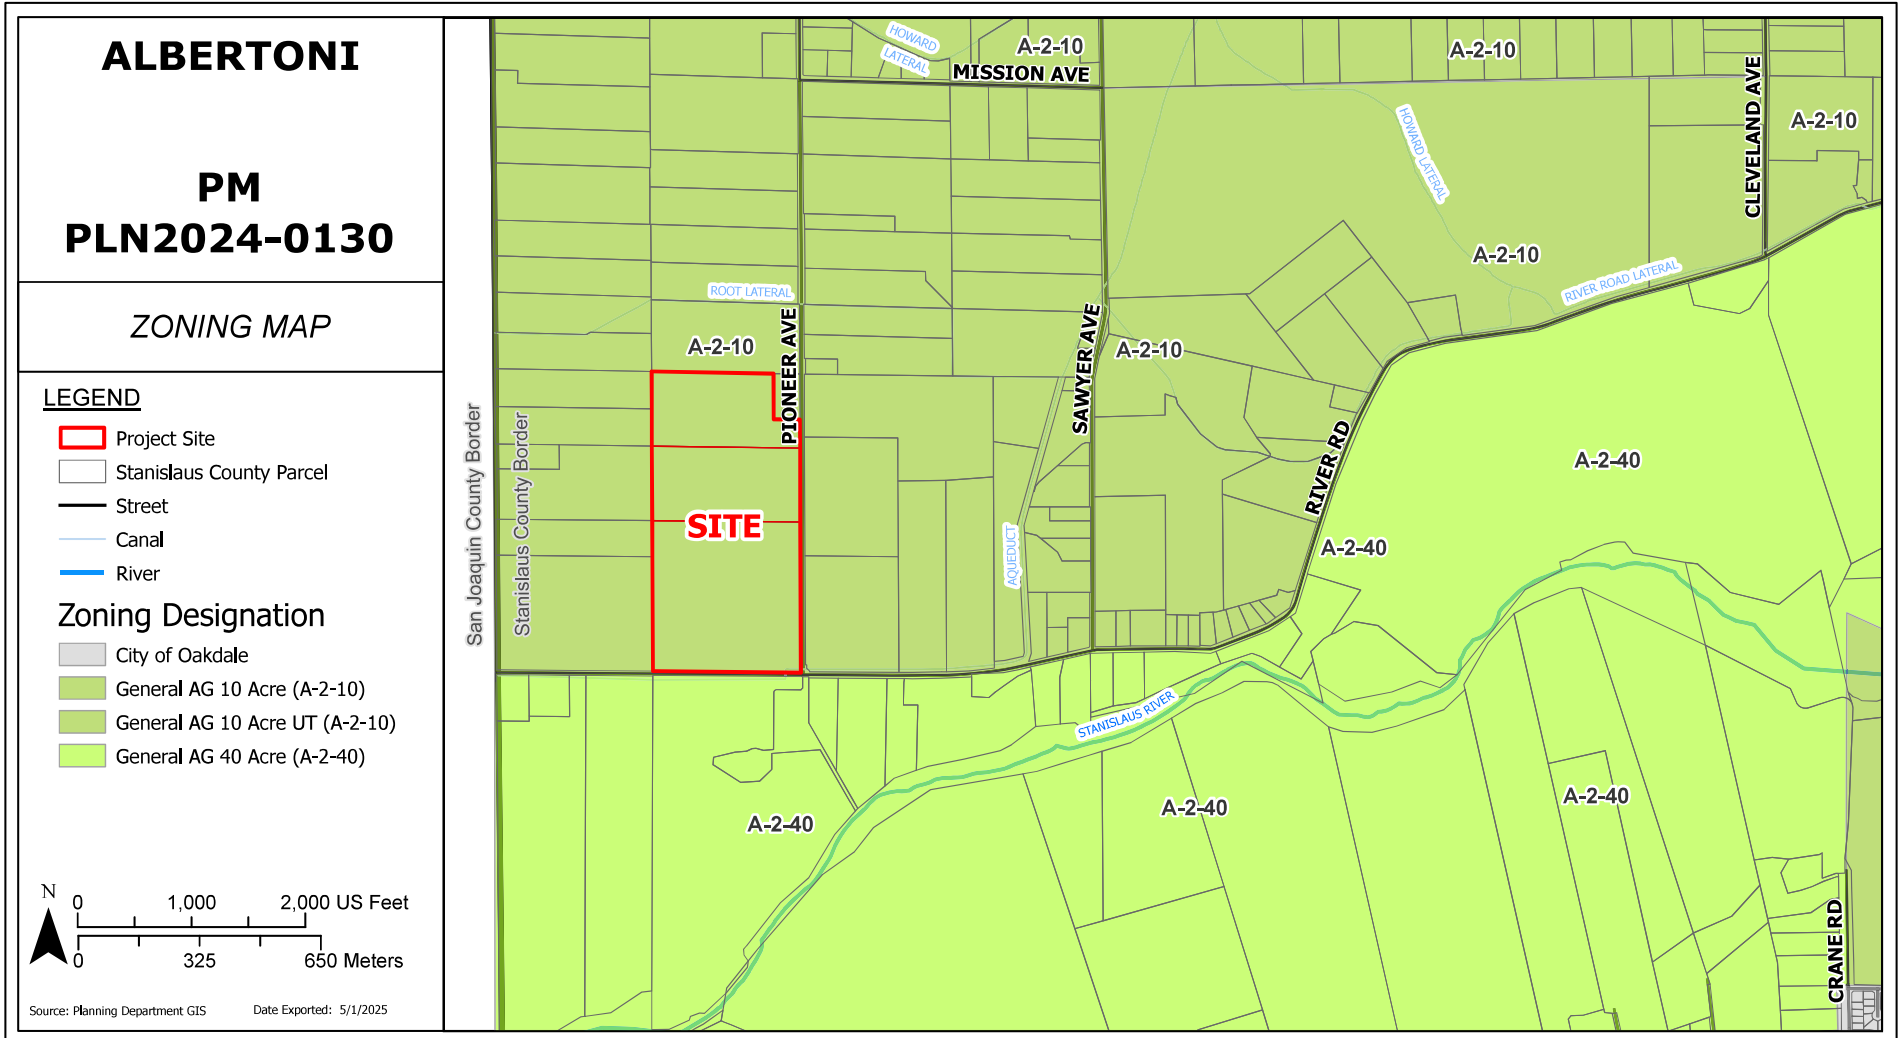 ALBERTONI
PM
PLN2024-0130
ZONING MAP
LEGEND
Project Site
Stanislaus County Parcel
Street
Canal
River
Zoning Designation
City of Oakdale
General AG 10 Acre (A-2-10)
General AG 10 Acre UT (A-2-10)
General AG 40 Acre (A-2-40)
N
0 1,000 2,000 US Feet
0 325 650 Meters
Source: Planning Department GIS Date Exported: 5/1/2025
San Joaquin County Border
Stanislaus County Border
HOWARD
LATERAL
A-2-10
MISSION AVE
A-2-10
CLEVELAND AVE
A-2-10
HOWARD LATERAL
A-2-10
RIVER ROAD LATERAL
ROOT LATERAL
PIONEER AVE
A-2-10
SAWYER AVE
A-2-10
RIVER RD
A-2-40
SITE
AQUEDUCT
A-2-40
STANISLAUS RIVER
A-2-40
A-2-40
A-2-40
CRANE RD